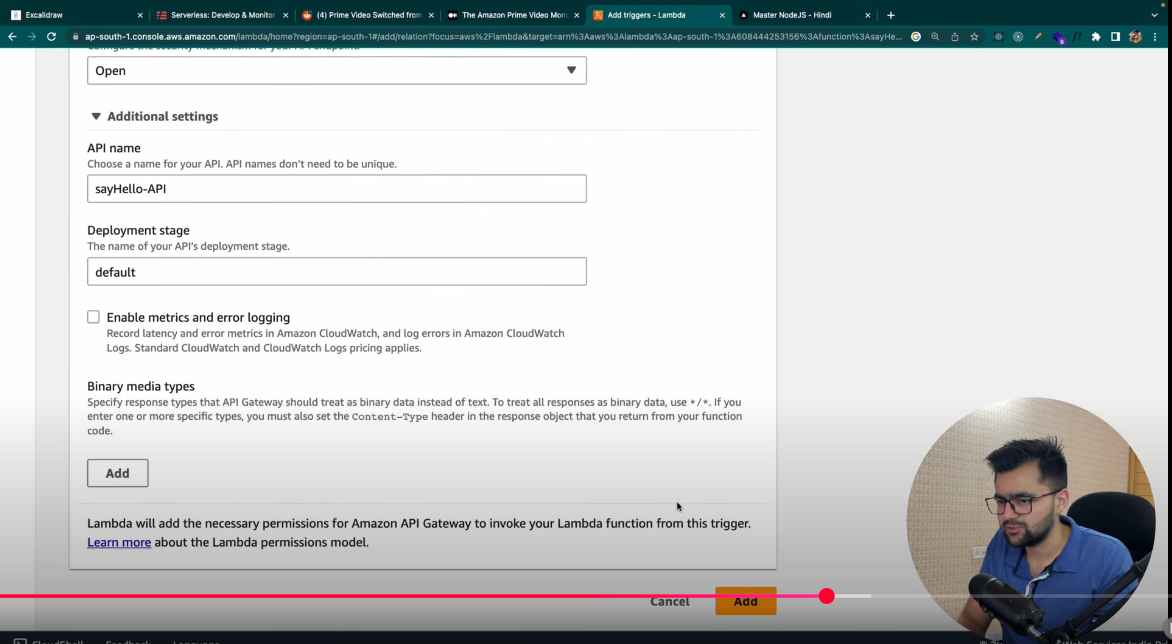 Excalidraw
Serverless: Develop & Monitor
(4) Prime Video Switched from
The Amazon Prime Video Mon
Add triggers - Lambda
Master NodeJS - Hindi
ap-south-1.console.aws.amazon.com/lambda/home?region=ap-south-1#/add/relation?focus=aws%2Flambda&target=arn%3Aaws%3Alambda%3Aap-south-1%3A608444253156%3Afunction%3AsayHe...
Open
Additional settings
API name
Choose a name for your API. API names don't need to be unique.
sayHello-API
Deployment stage
The name of your API's deployment stage.
default
Enable metrics and error logging
Record latency and error metrics in Amazon CloudWatch, and log errors in Amazon CloudWatch
Logs. Standard CloudWatch and CloudWatch Logs pricing applies.
Binary media types
Specify response types that API Gateway should treat as binary data instead of text. To treat all responses as binary data, use */*. If you
enter one or more specific types, you must also set the Content-Type header in the response object that you return from your function
code.
Add
Lambda will add the necessary permissions for Amazon API Gateway to invoke your Lambda function from this trigger.
Learn more about the Lambda permissions model.
Cancel
Add
CloudShell
Feedback
Language